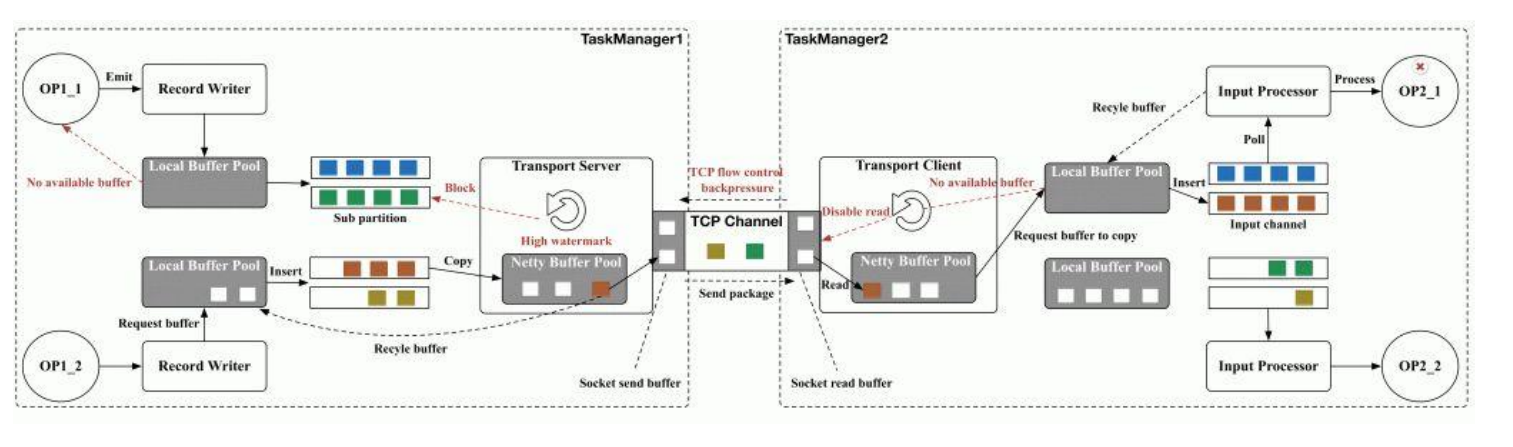 TaskManager1
TaskManager2
OP1_1
Emit
Record Writer
Local Buffer Pool
No available buffer
Sub partition
Block
Transport Server
High watermark
Netty Buffer Pool
Local Buffer Pool
Insert
Copy
Request buffer
OP1_2
Record Writer
Recyle buffer
TCP flow control
backpressure
TCP Channel
Send package
Socket send buffer
Socket read buffer
Transport Client
No available buffer
Disable read
Netty Buffer Pool
Read
Request buffer to copy
Recyle buffer
Input Processor
Process
OP2_1
Poll
Local Buffer Pool
Insert
Input channel
Local Buffer Pool
Input Processor
OP2_2